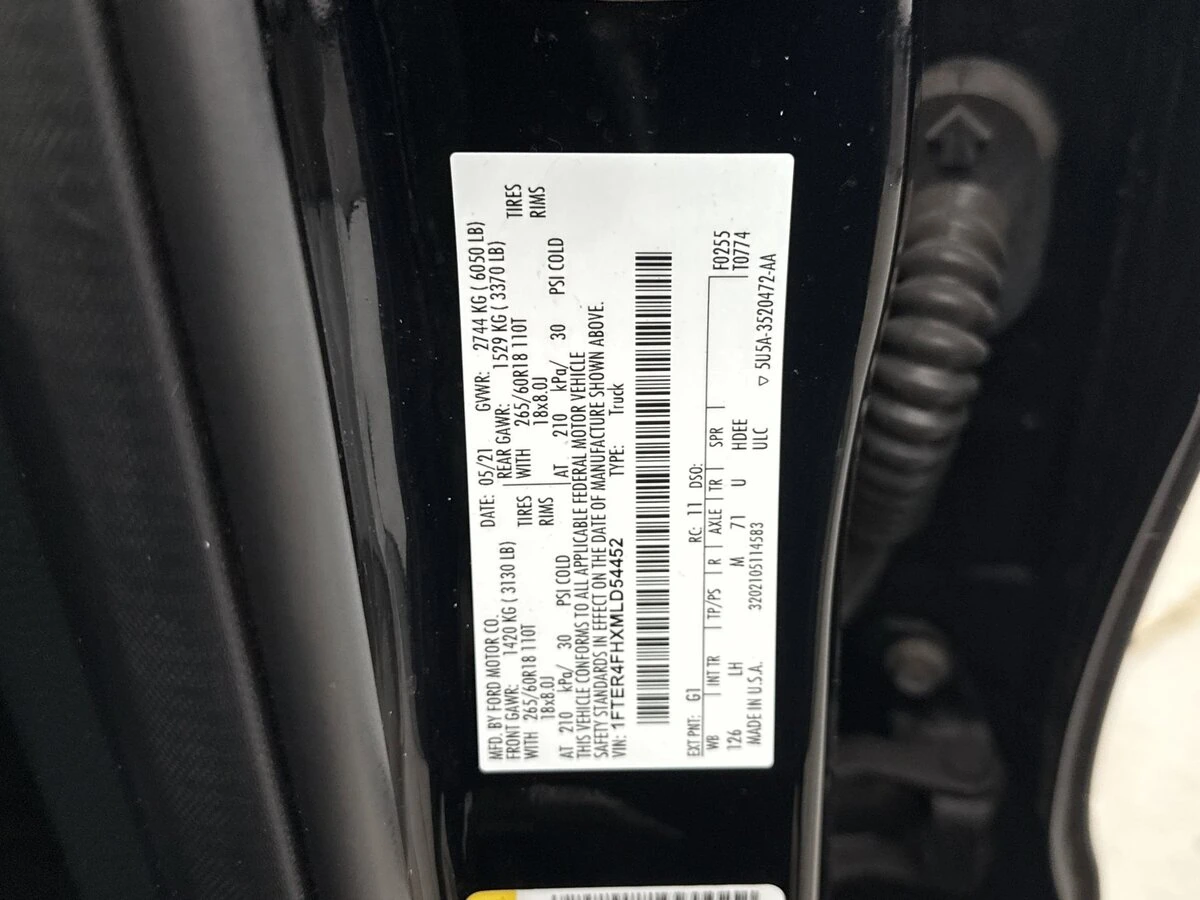 MFD. BY FORD MOTOR CO. DATE: 05/21 GVWR: 2744 KG ( 6050 LB)
FRONT GAWR: 1420 KG ( 3130 LB) REAR GAWR: 1529 KG ( 3370 LB)
WITH 265/60R18 110T TIRES WITH 265/60R18 110T TIRES
18x8.0J RIMS 18x8.0J RIMS
AT 210 kPa/ 30 PSI COLD AT 210 kPa/ 30 PSI COLD
THIS VEHICLE CONFORMS TO ALL APPLICABLE FEDERAL MOTOR VEHICLE
SAFETY STANDARDS IN EFFECT ON THE DATE OF MANUFACTURE SHOWN ABOVE.
VIN: 1FTER4FHXMLD54452 TYPE: Truck
EXT PNT: G1 RC: 11 DSO:
WB INT TR TP/PS R AXLE TR SPR F0255
126 LH M 71 U HDEE T0774
MADE IN U.S.A. 3202105114583 ULC ▽ 5U5A-3520472-AA